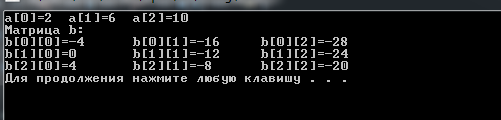 a[0]=2 a[1]=6 a[2]=10
Матрица b:
b[0][0]=-4 b[0][1]=-16 b[0][2]=-28
b[1][0]=0 b[1][1]=-12 b[1][2]=-24
b[2][0]=4 b[2][1]=-8 b[2][2]=-20
Для продолжения нажмите любую клавишу . . .